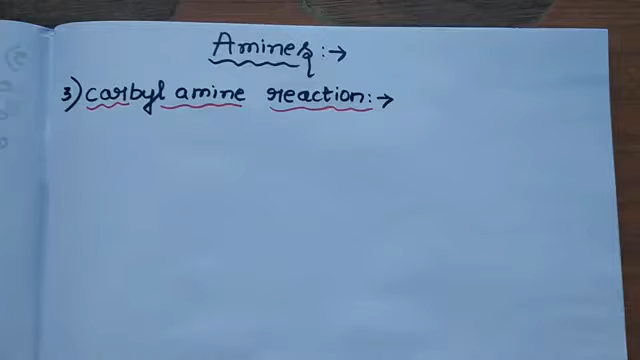 Amines:→
3) carbyl amine reaction:→